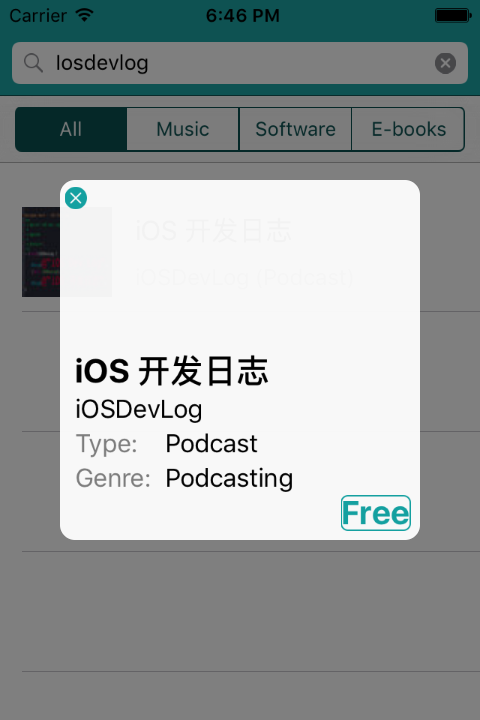 Carrier 6:46 PM
Iosdevlog
All Music Software E-books
iOS 开发日志
iOSDevLog (Podcast)
iOS 开发日志
iOSDevLog
Type: Podcast
Genre: Podcasting
Free